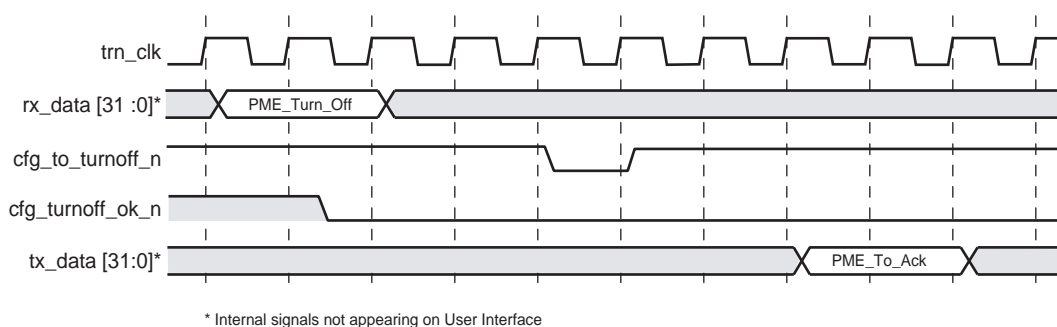 trn_clk
rx_data [31 :0]*
PME_Turn_Off
cfg_to_turnoff_n
cfg_turnoff_ok_n
tx_data [31:0]*
PME_To_Ack
* Internal signals not appearing on User Interface